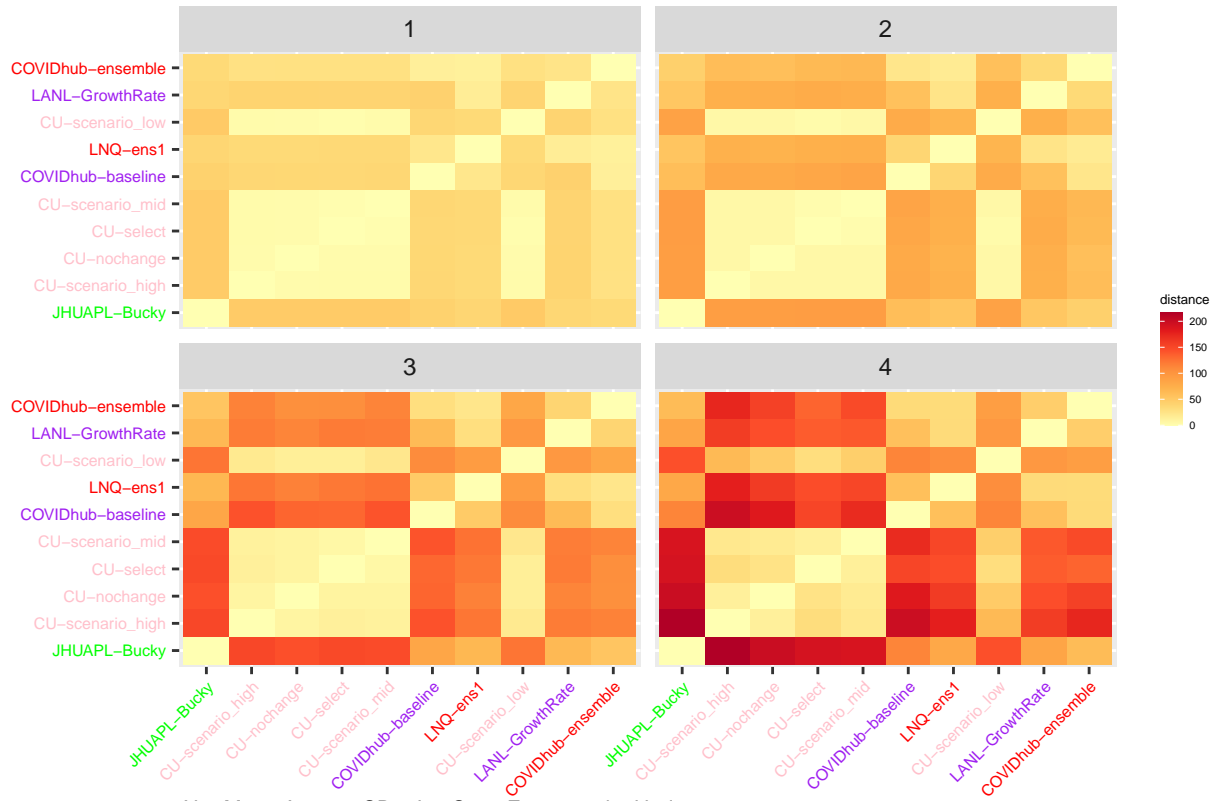 1
2
COVIDhub−ensemble
LANL−GrowthRate
CU−scenario_low
LNQ−ens1
COVIDhub−baseline
CU−scenario_mid
CU−select
CU−nochange
CU−scenario_high
JHUAPL−Bucky
distance
200
150
100
50
0
3
4
COVIDhub−ensemble
LANL−GrowthRate
CU−scenario_low
LNQ−ens1
COVIDhub−baseline
CU−scenario_mid
CU−select
CU−nochange
CU−scenario_high
JHUAPL−Bucky
JHUAPL−Bucky
CU−scenario_high
CU−nochange
CU−select
CU−scenario_mid
COVIDhub−baseline
LNQ−ens1
CU−scenario_low
LANL−GrowthRate
COVIDhub−ensemble
JHUAPL−Bucky
CU−scenario_high
CU−nochange
CU−select
CU−scenario_mid
COVIDhub−baseline
LNQ−ens1
CU−scenario_low
LANL−GrowthRate
COVIDhub−ensemble